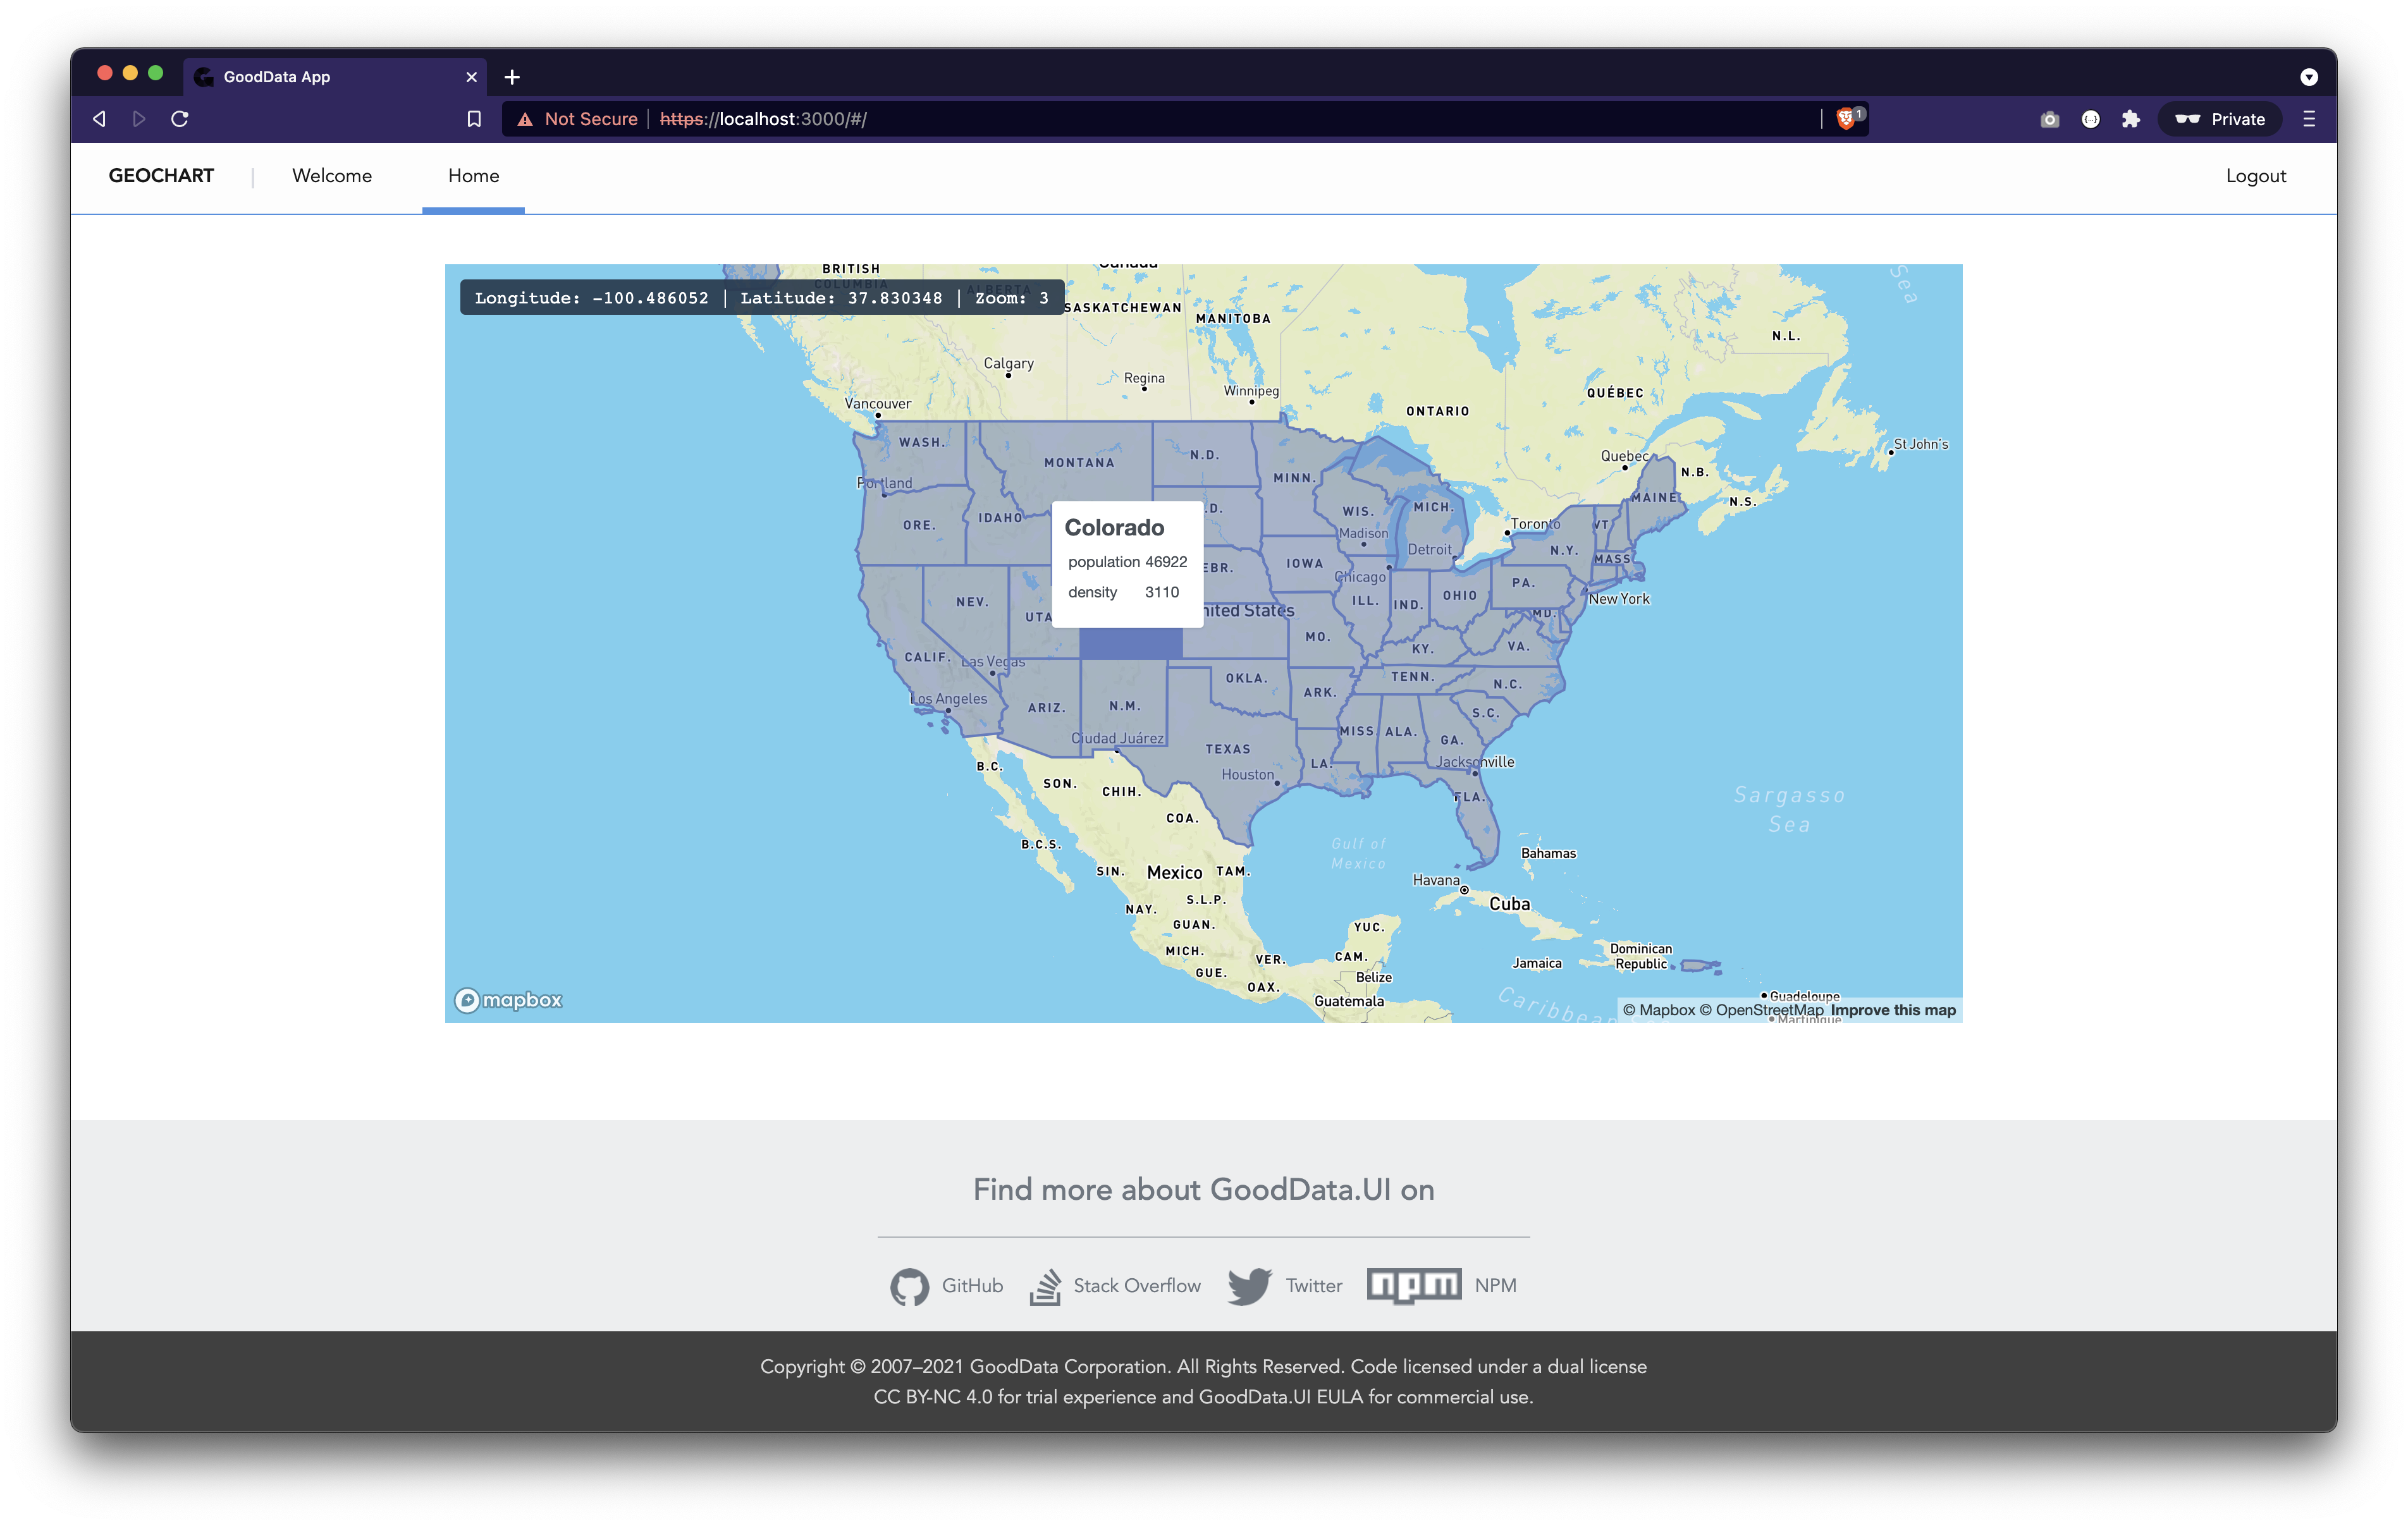 GoodData App
Not Secure https://localhost:3000/#/
1
Private
GEOCHART | Welcome Home Logout
BRITISH
COLUMBIA
ALBERTA
Longitude: -100.486052 | Latitude: 37.830348 | Zoom: 3
SASKATCHEWAN
MANITOBA
Sea
N.L.
Calgary
Regina
Winnipeg
QUÉBEC
Vancouver
ONTARIO
WASH.
MONTANA
N.D.
MINN.
St John's
Quebec
N.B.
Portland
MAINE
N.S.
ORE.
IDAHO
WIS.
MICH.
Madison
Toronto
VT
Detroit
N.Y.
MASS
Colorado
population 46922
density 3110
IOWA
Chicago
PA.
NEV.
ILL.
IND.
OHIO
New York
MO.
MD.
KY.
VA.
CALIF.
Las Vegas
OKLA.
TENN.
N.C.
Los Angeles
ARIZ.
N.M.
ARK.
S.C.
Ciudad Juárez
TEXAS
MISS
ALA.
GA.
B.C.
Houston
LA.
Jacksonville
SON.
CHIH.
FLA.
Sargasso
Sea
COA.
B.C.S.
Gulf of
Mexico
Bahamas
SIN.
Mexico
TAM.
Havana
Cuba
NAY.
S.L.P.
GUAN.
YUC.
MICH.
VER.
CAM.
Dominican
Republic
Jamaica
GUE.
OAX.
Belize
Guatemala
Caribbean
Guadeloupe
Martinique
mapbox
© Mapbox © OpenStreetMap Improve this map
Find more about GoodData.UI on
GitHub
Stack Overflow
Twitter
npm NPM
Copyright © 2007–2021 GoodData Corporation. All Rights Reserved. Code licensed under a dual license
CC BY-NC 4.0 for trial experience and GoodData.UI EULA for commercial use.